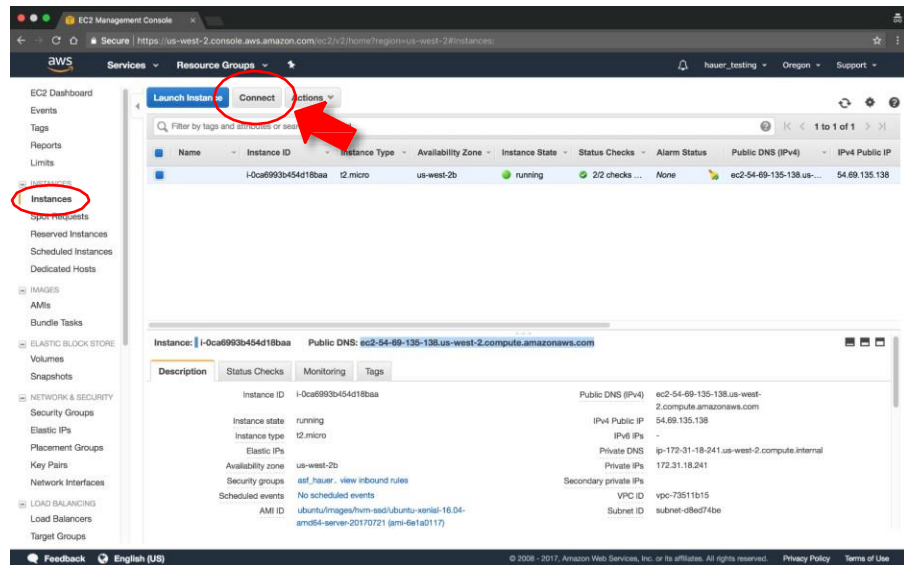 EC2 Management Console
Secure https://us-west-2.console.aws.amazon.com/ec2/v2/home?region=us-west-2#Instances:
aws Services Resource Groups hauer_testing Oregon Support
EC2 Dashboard
Events
Tags
Reports
Limits
INSTANCES
Instances
Spot Requests
Reserved Instances
Scheduled Instances
Dedicated Hosts
IMAGES
AMIs
Bundle Tasks
ELASTIC BLOCK STORE
Volumes
Snapshots
NETWORK & SECURITY
Security Groups
Elastic IPs
Placement Groups
Key Pairs
Network Interfaces
LOAD BALANCING
Load Balancers
Target Groups
Launch Instance Connect Actions
Filter by tags and attributes or 1 to 1 of 1
Name Instance ID Instance Type Availability Zone Instance State Status Checks Alarm Status Public DNS (IPv4) IPv4 Public IP
i-0ca6993b454d18baa t2.micro us-west-2b running 2/2 checks ... None ec2-54-69-135-138.us-... 54.69.135.138
Instance: i-0ca6993b454d18baa Public DNS: ec2-54-69-135-138.us-west-2.compute.amazonaws.com
Description Status Checks Monitoring Tags
Instance ID i-0ca6993b454d18baa
Instance state running
Instance type t2.micro
Elastic IPs
Availability zone us-west-2b
Security groups asf_hauer. view inbound rules
Scheduled events No scheduled events
AMI ID ubuntu/images/hvm-ssd/ubuntu-xenial-16.04-
amd64-server-20170721 (ami-6e1a0117)
Public DNS (IPv4) ec2-54-69-135-138.us-west-
2.compute.amazonaws.com
IPv4 Public IP 54.69.135.138
IPv6 IPs -
Private DNS ip-172-31-18-241.us-west-2.compute.internal
Private IPs 172.31.18.241
Secondary private IPs
VPC ID vpc-73511b15
Subnet ID subnet-d8ed74be
Feedback English (US) © 2008 - 2017, Amazon Web Services, Inc. or its affiliates. All rights reserved. Privacy Policy Terms of Use